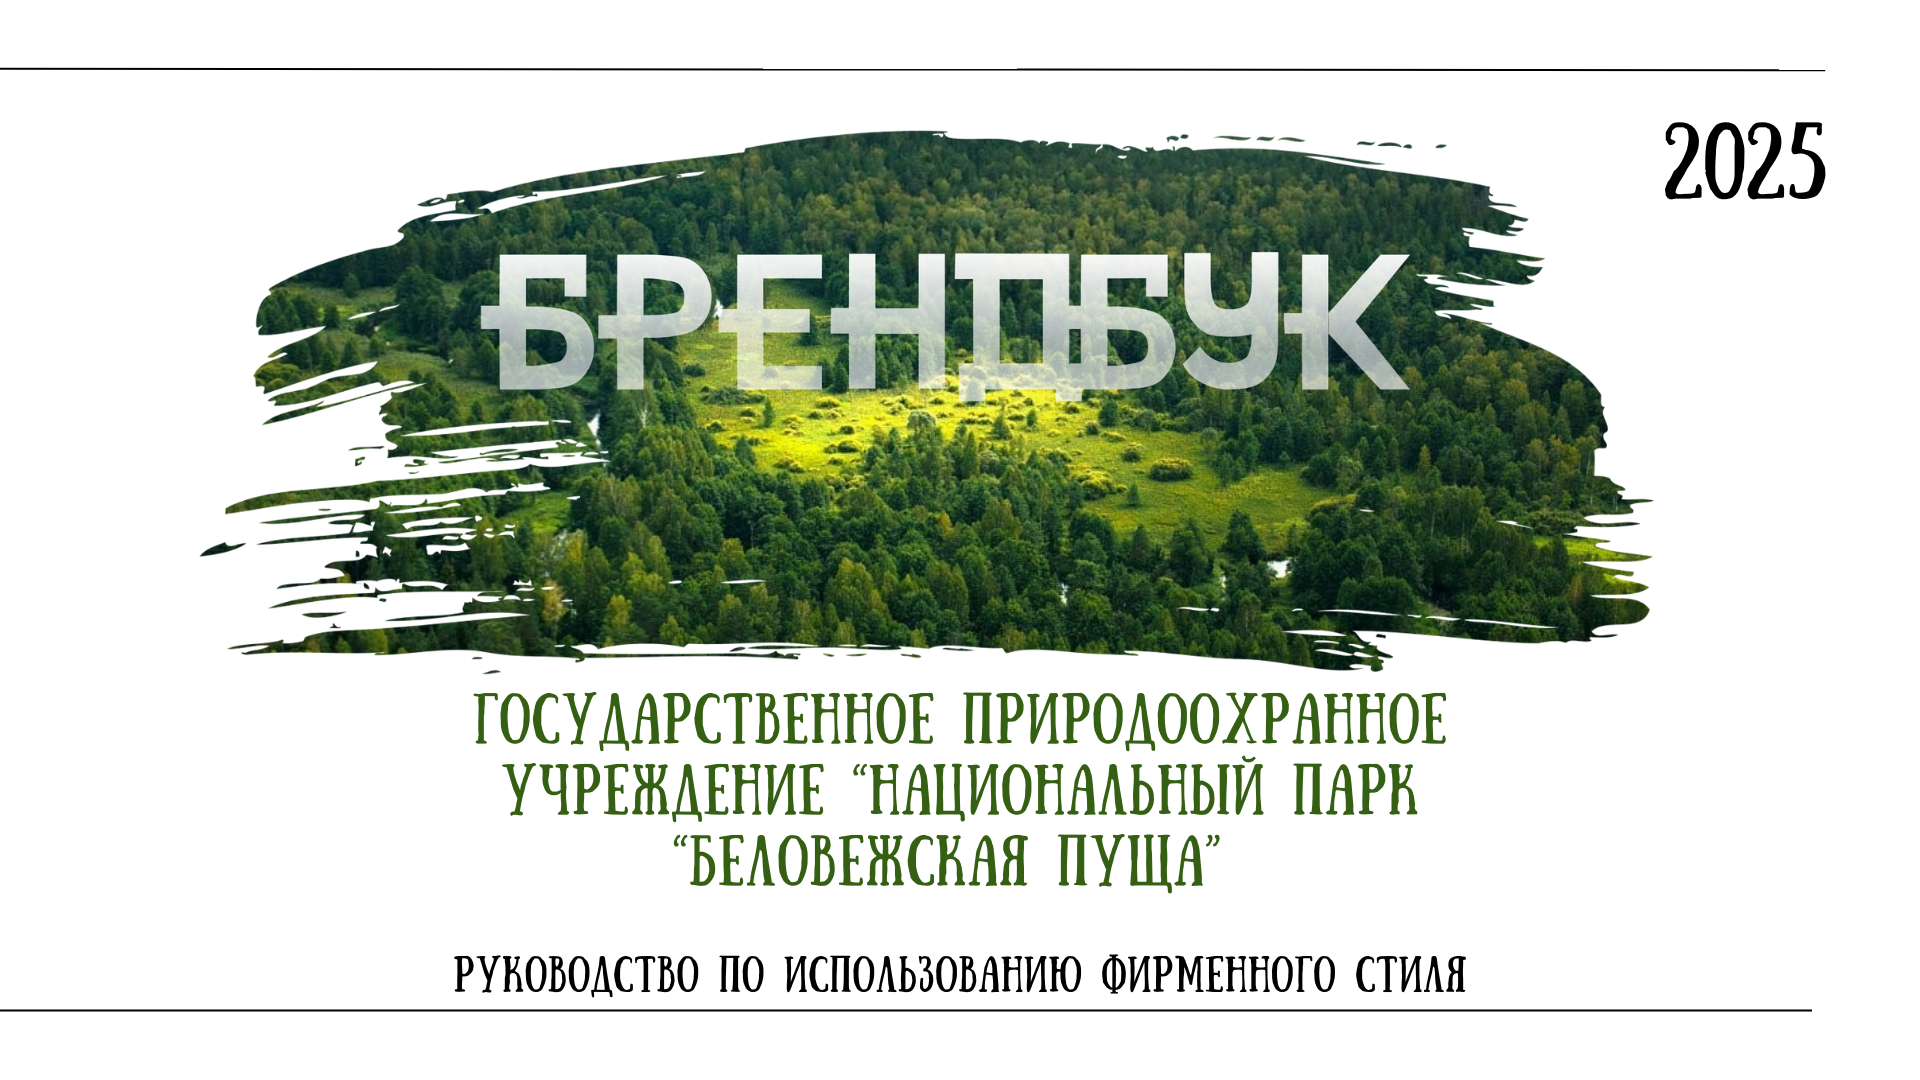 2025
БРЕНДБУК
ГОСУДАРСТВЕННОЕ ПРИРОДООХРАННОЕ
УЧРЕЖДЕНИЕ “НАЦИОНАЛЬНЫЙ ПАРК
“БЕЛОВЕЖСКАЯ ПУЩА”
РУКОВОДСТВО ПО ИСПОЛЬЗОВАНИЮ ФИРМЕННОГО СТИЛЯ